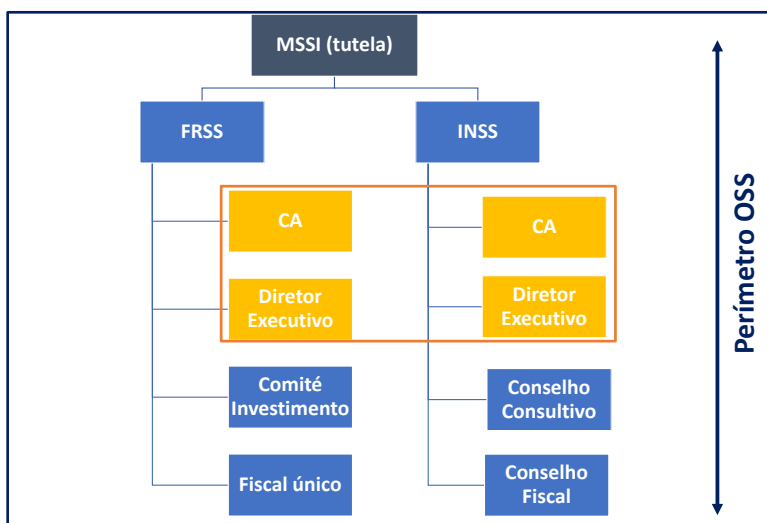 MSSI (tutela)
FRSS
INSS
CA
CA
Diretor
Executivo
Diretor
Executivo
Comité
Investimento
Conselho
Consultivo
Fiscal único
Conselho
Fiscal
Perímetro OSS